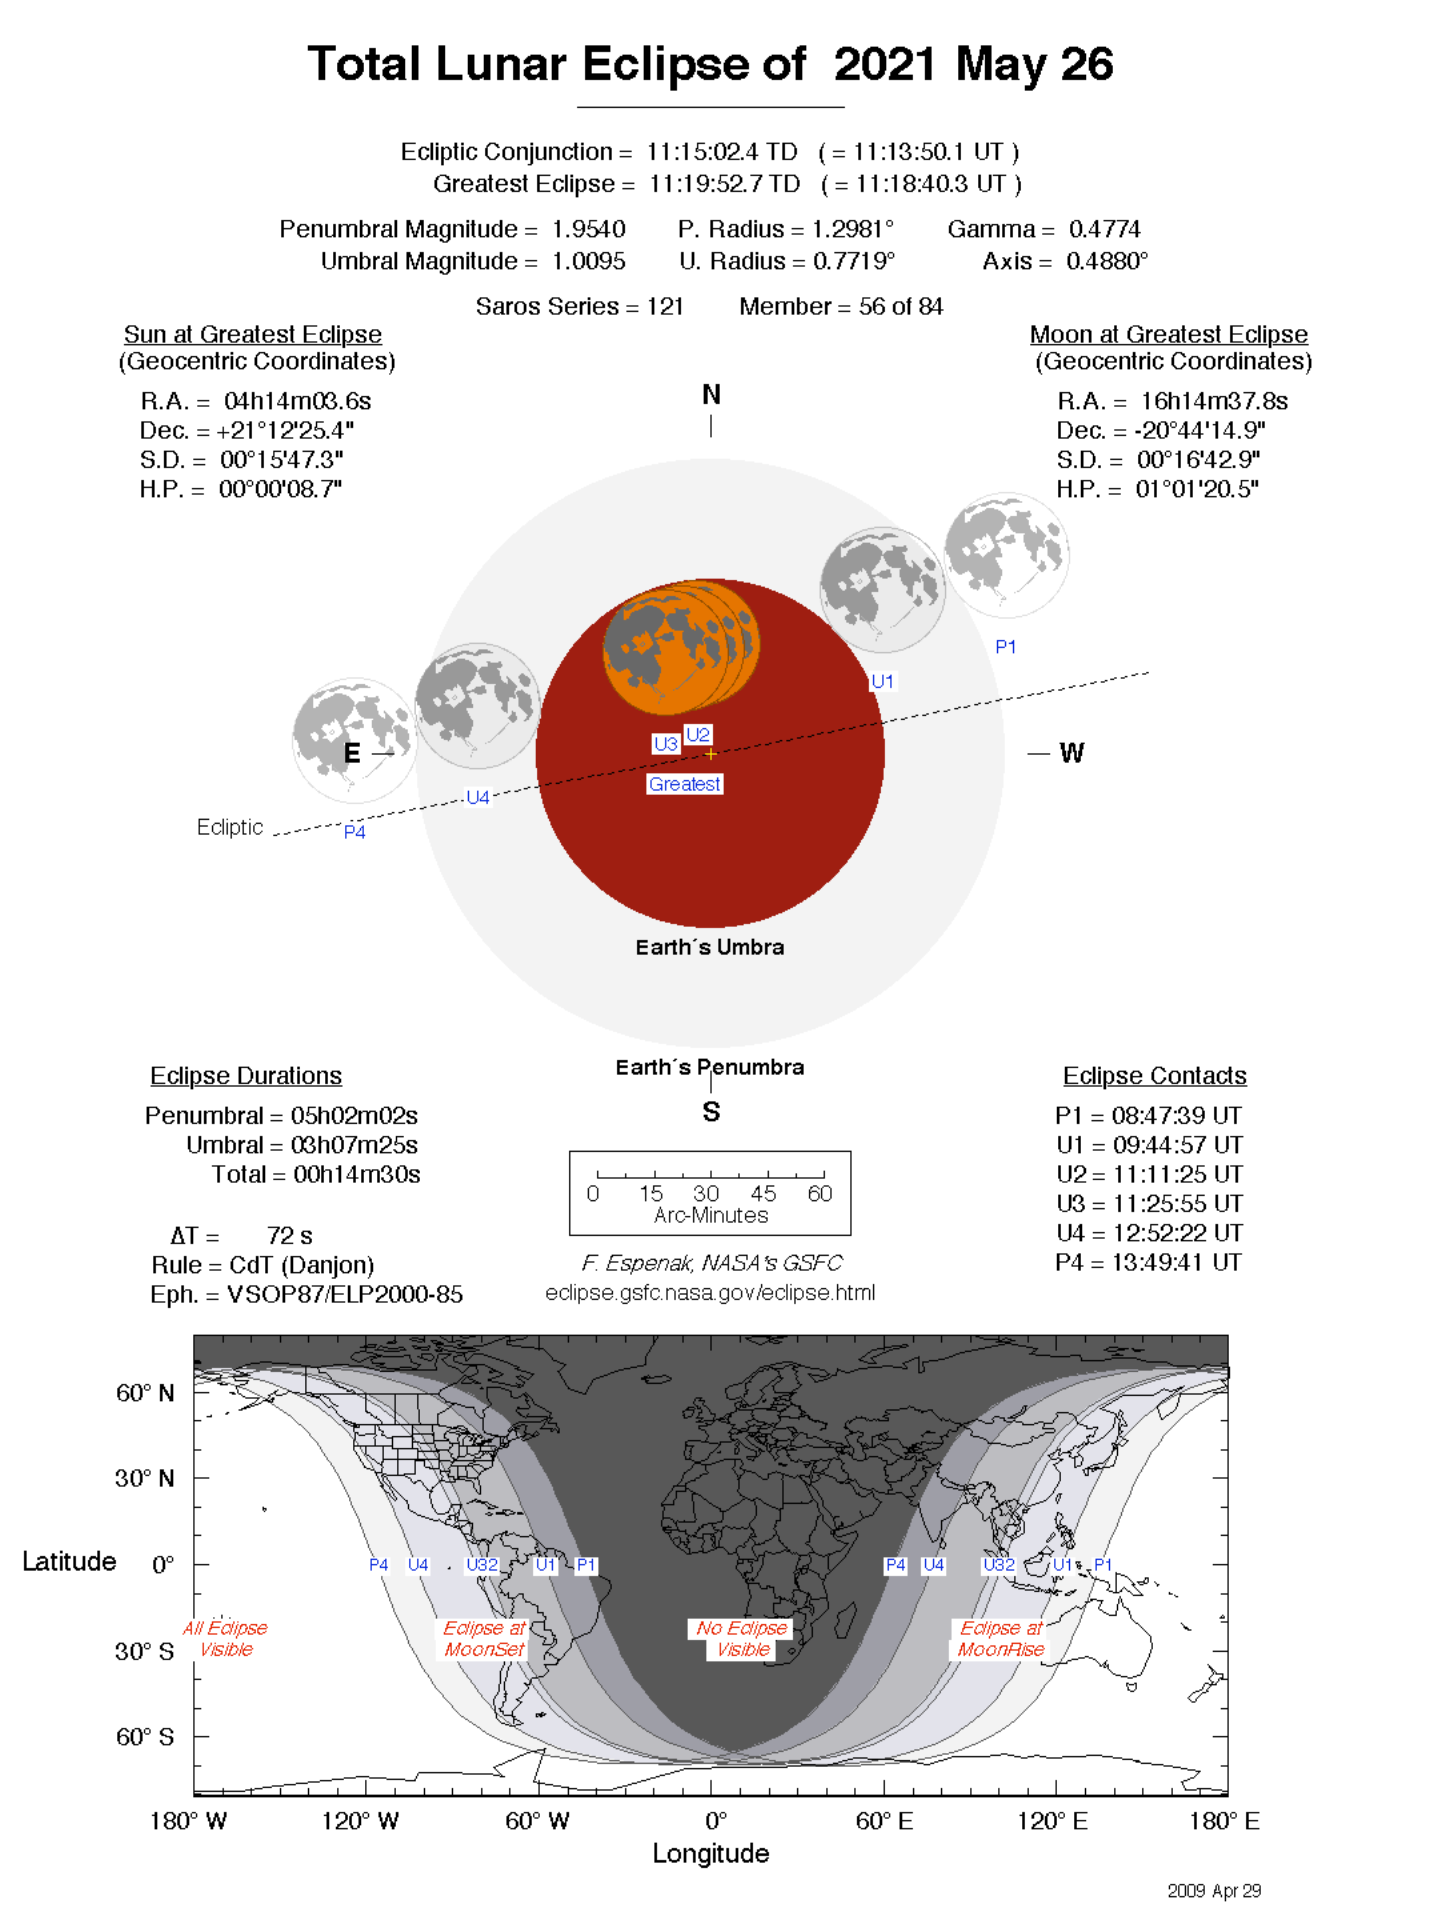 Total Lunar Eclipse of 2021 May 26
Ecliptic Conjunction = 11:15:02.4 TD ( = 11:13:50.1 UT )
Greatest Eclipse = 11:19:52.7 TD ( = 11:18:40.3 UT )
Penumbral Magnitude = 1.9540 P. Radius = 1.2981° Gamma = 0.4774
Umbral Magnitude = 1.0095 U. Radius = 0.7719° Axis = 0.4880°
Saros Series = 121 Member = 56 of 84
Sun at Greatest Eclipse
(Geocentric Coordinates)
R.A. = 04h14m03.6s
Dec. = +21°12'25.4"
S.D. = 00°15'47.3"
H.P. = 00°00'08.7"
Moon at Greatest Eclipse
(Geocentric Coordinates)
R.A. = 16h14m37.8s
Dec. = -20°44'14.9"
S.D. = 00°16'42.9"
H.P. = 01°01'20.5"
N
P1
U1
U3 U2
E
W
Greatest
U4
Ecliptic
P4
Earth´s Umbra
Earth´s Penumbra
S
Eclipse Durations
Penumbral = 05h02m02s
Umbral = 03h07m25s
Total = 00h14m30s
ΔT = 72 s
Rule = CdT (Danjon)
Eph. = VSOP87/ELP2000-85
0 15 30 45 60
Arc-Minutes
F. Espenak, NASA's GSFC
eclipse.gsfc.nasa.gov/eclipse.html
Eclipse Contacts
P1 = 08:47:39 UT
U1 = 09:44:57 UT
U2 = 11:11:25 UT
U3 = 11:25:55 UT
U4 = 12:52:22 UT
P4 = 13:49:41 UT
60° N
30° N
Latitude 0°
30° S
60° S
P4 U4 U32 U1 P1 P4 U4 U32 U1 P1
All Eclipse
Visible
Eclipse at
MoonSet
No Eclipse
Visible
Eclipse at
MoonRise
180° W 120° W 60° W 0° 60° E 120° E 180° E
Longitude
2009 Apr 29